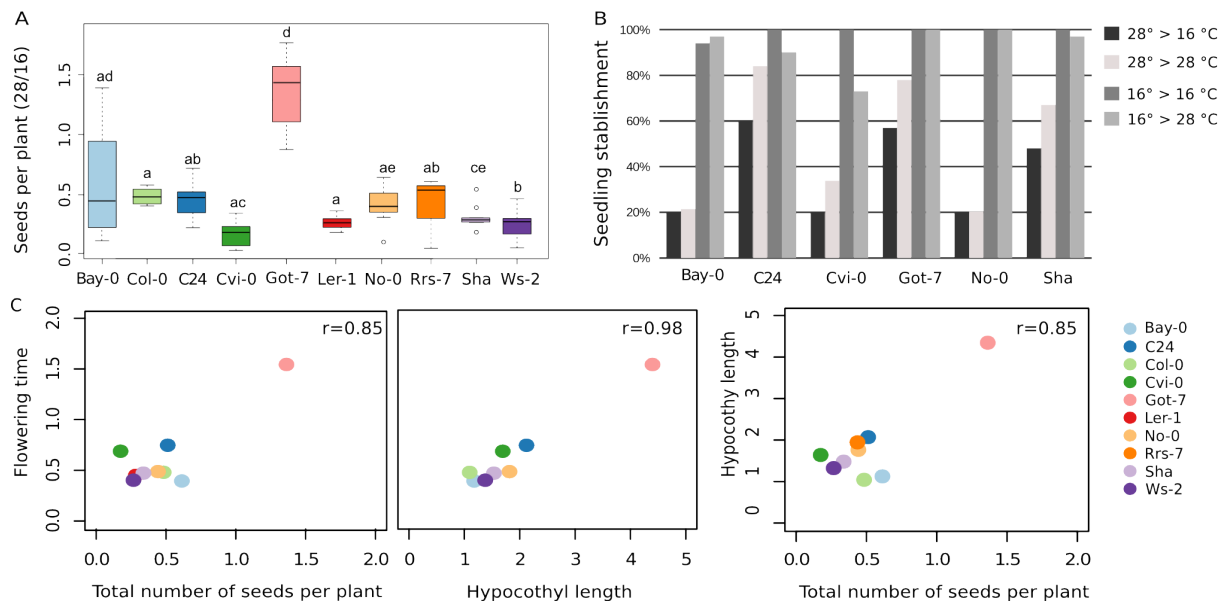 A
Seeds per plant (28/16)
0.0
0.5
1.0
1.5
ad
a
ab
ac
d
a
ae
ab
ce
b
Bay-0 Col-0 C24 Cvi-0 Got-7 Ler-1 No-0 Rrs-7 Sha Ws-2
B
Seedling stablishment
100%
80%
60%
40%
20%
0%
Bay-0 C24 Cvi-0 Got-7 No-0 Sha
28° > 16 °C
28° > 28 °C
16° > 16 °C
16° > 28 °C
C
Flowering time
0.0 0.5 1.0 1.5 2.0
r=0.85
0.0 0.5 1.0 1.5 2.0
Total number of seeds per plant
r=0.98
0 1 2 3 4 5
Hypocothyl length
Hypocothy length
0 1 2 3 4 5
r=0.85
0.0 0.5 1.0 1.5 2.0
Total number of seeds per plant
Bay-0
C24
Col-0
Cvi-0
Got-7
Ler-1
No-0
Rrs-7
Sha
Ws-2